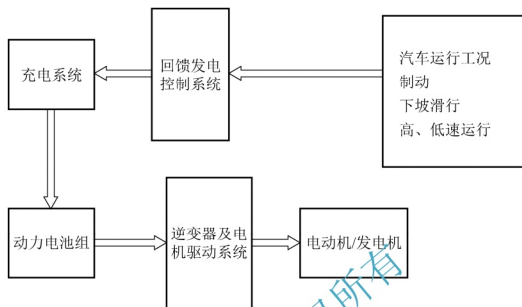 充电系统
回馈发电
控制系统
汽车运行工况
制动
下坡滑行
高、低速运行
动力电池组
逆变器及电
机驱动系统
电动机/发电机
所有